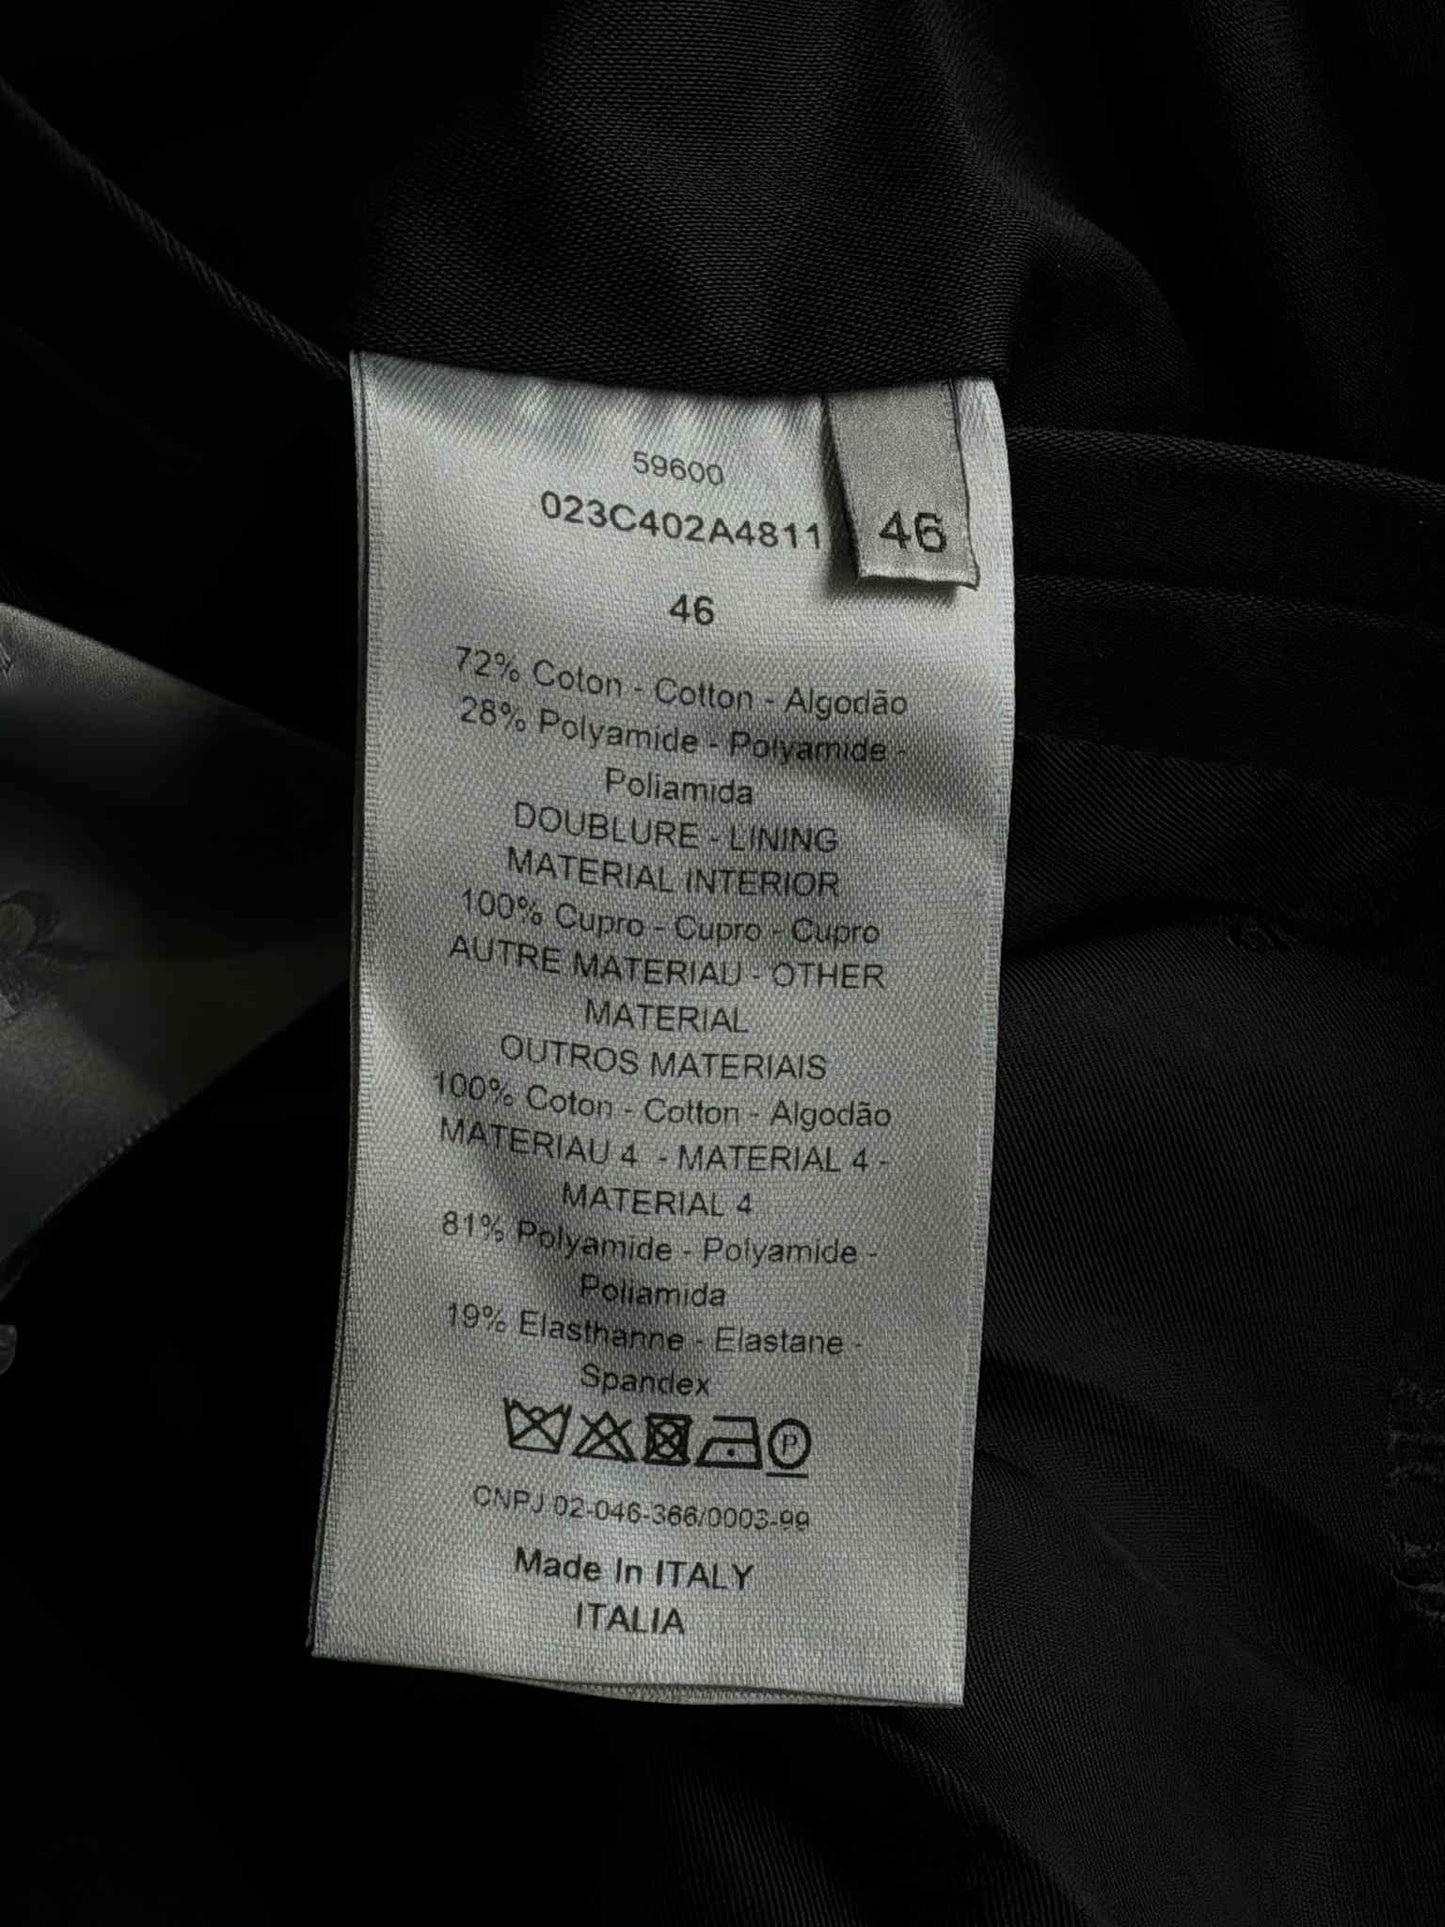 59600
023C402A4811
46
46
72% Coton - Cotton - Algodão
28% Polyamide - Polyamide -
Poliamida
DOUBLURE - LINING
MATERIAL INTERIOR
100% Cupro - Cupro - Cupro
AUTRE MATERIAU - OTHER
MATERIAL
OUTROS MATERIAIS
100% Coton - Cotton - Algodão
MATERIAU 4 - MATERIAL 4 -
MATERIAL 4
81% Polyamide - Polyamide -
Poliamida
19% Elasthanne - Elastane -
Spandex
P
CNPJ 02-046-366/0003-99
Made In ITALY
ITALIA